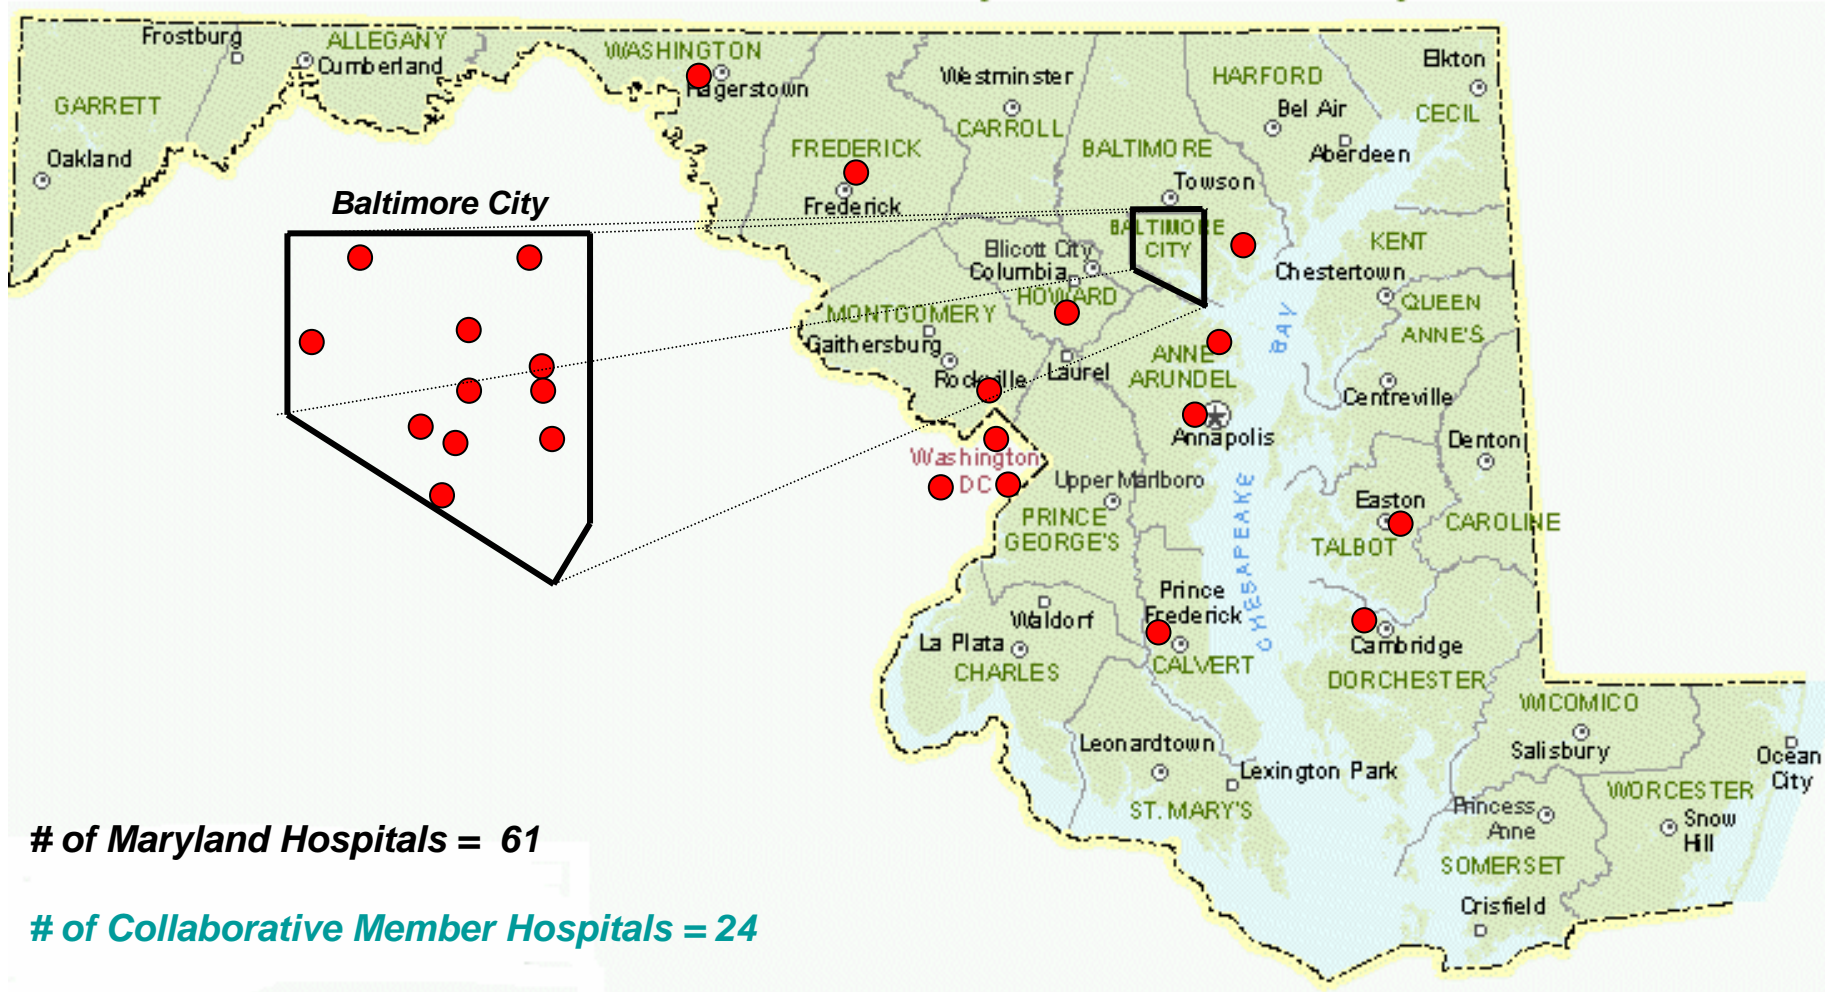 Frostburg
ALLEGANY
Cumberland
GARRETT
Oakland
WASHINGTON
Hagerstown
Westminster
CARROLL
FREDERICK
Frederick
HARFORD
Bel Air
Aberdeen
Elkton
CECIL
BALTIMORE
Towson
Baltimore City
BALTIMORE
CITY
Ellicott City
Columbia
HOWARD
KENT
Chestertown
QUEEN
ANNE'S
MONTGOMERY
Gaithersburg
Rockville
Laurel
ANNE
ARUNDEL
BAY
Centreville
Annapolis
Denton
Washington
DC
Upper Marlboro
PRINCE
GEORGE'S
CHESAPEAKE
Easton
TALBOT
CAROLINE
Prince
Frederick
CALVERT
Waldorf
La Plata
CHARLES
Cambridge
DORCHESTER
WICOMICO
Salisbury
Ocean
City
Leonardtown
Lexington Park
ST. MARY'S
WORCESTER
Snow
Hill
Princess
Anne
SOMERSET
Crisfield
# of Maryland Hospitals = 61
# of Collaborative Member Hospitals = 24